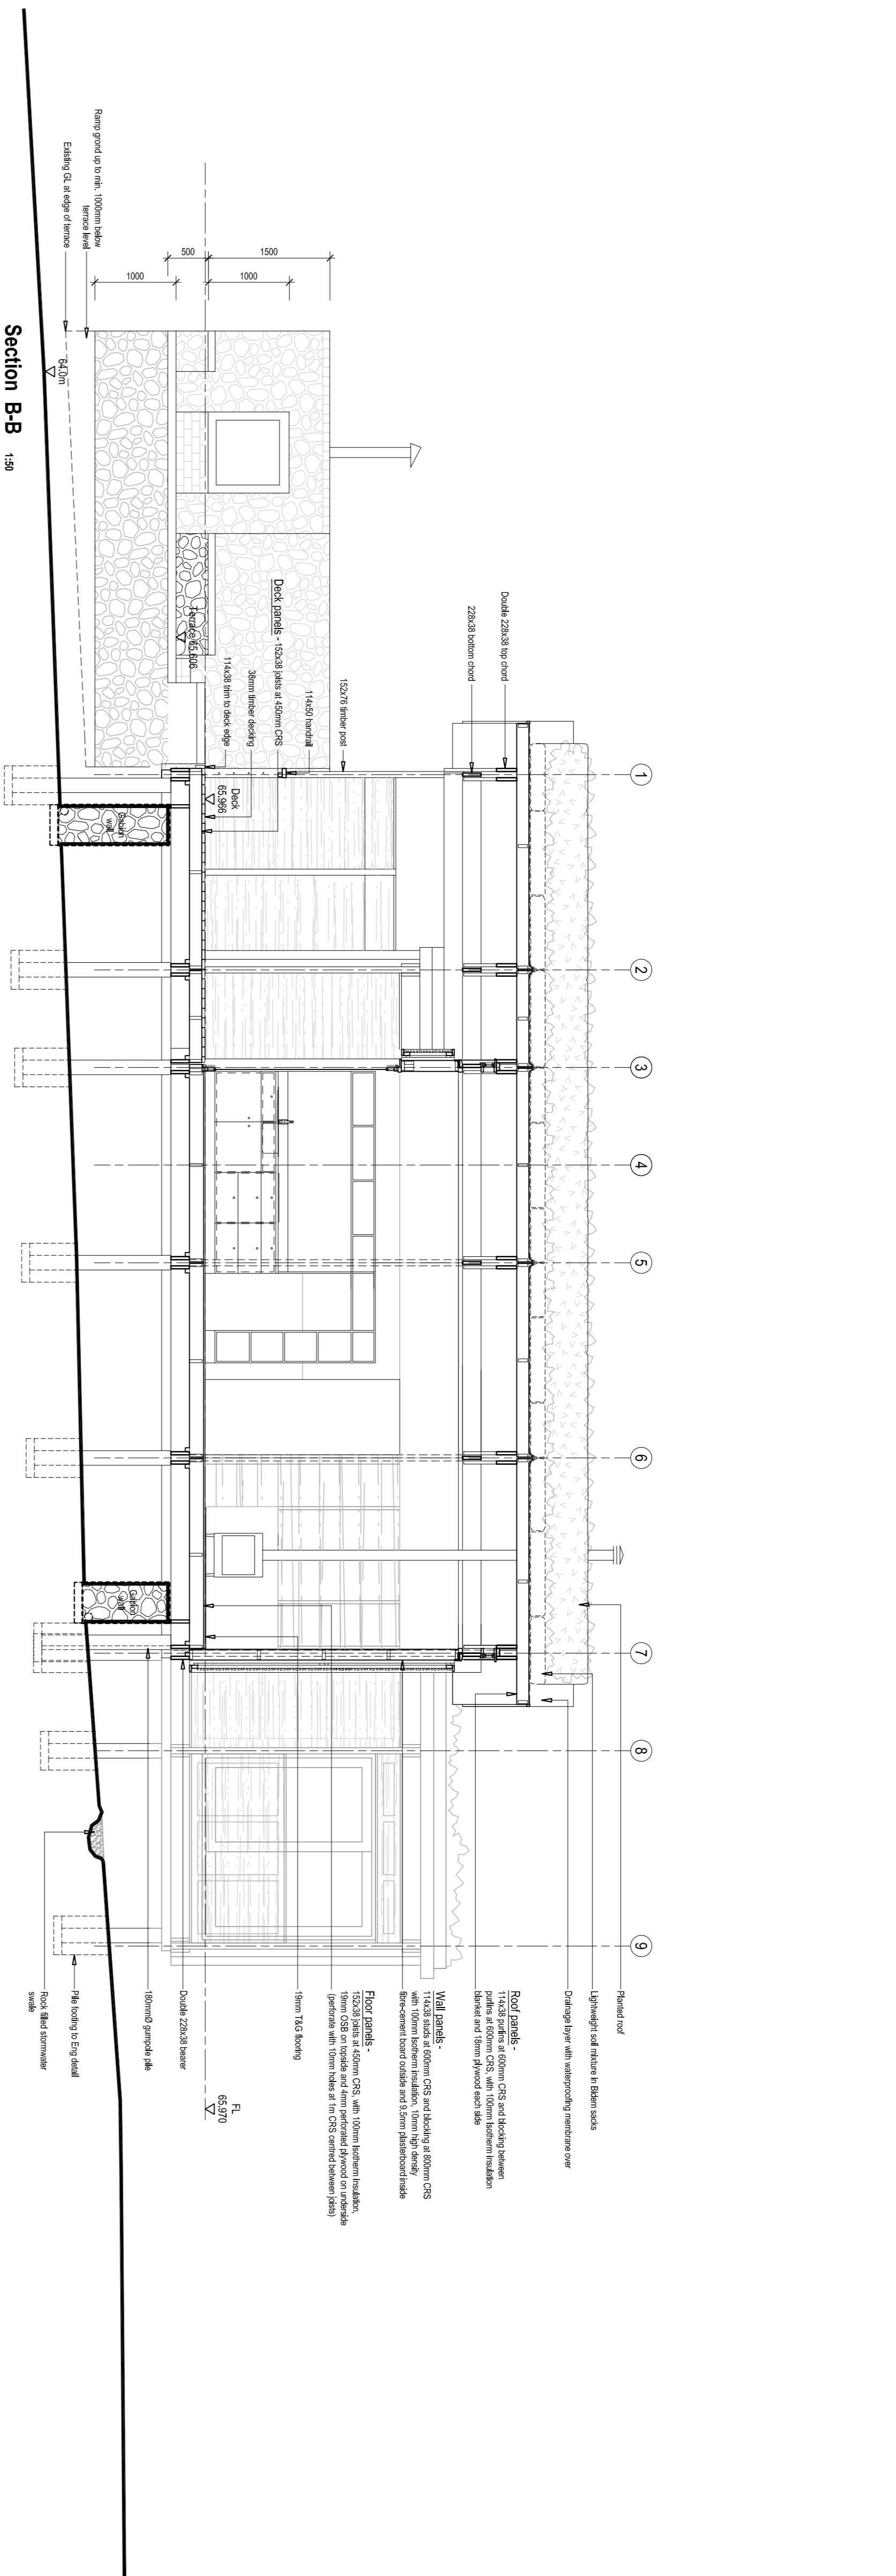 1
2
3
4
5
6
7
8
9
Planted roof
Lightweight soil mixture in Bidem sacks
Drainage layer with waterproofing membrane over
Roof panels -
114x38 purlins at 600mm CRS and blocking between
purlins at 600mm CRS, with 100mm Isotherm insulation
blanket and 18mm plywood each side
Wall panels -
114x38 studs at 600mm CRS and blocking at 800mm CRS
with 100mm Isotherm insulation, 10mm high density
fibre-cement board outside and 9,5mm plasterboard inside
Floor panels -
152x38 joists at 450mm CRS, with 100mm Isotherm insulation,
19mm OSB on topside and 4mm perforated plywood on underside
(perforate with 10mm holes at 1m CRS centred between joists)
19mm T&G flooring
FL
65,970
Double 228x38 bearer
180mmØ gumpole pile
Pile footing to Eng detail
Rock filled stormwater
swale
Double 228x38 top chord
228x38 bottom chord
152x76 timber post
114x50 handrail
Deck panels - 152x38 joists at 450mm CRS
38mm timber decking
114x38 trim to deck edge
Deck
65,966
Terrace 65,606
1500
1000
500
1000
Ramp grond up to min. 1000mm below
terrace level
Existing GL at edge of terrace
64.0m
Gabion
wall
Gabion
wall
Section B-B 1:50